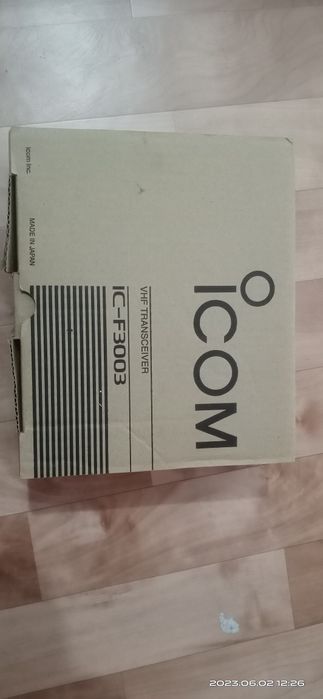 ICOM
VHF TRANSCEIVER
IC-F3003
MADE IN JAPAN
Icom Inc.
2023.06.02 12:26